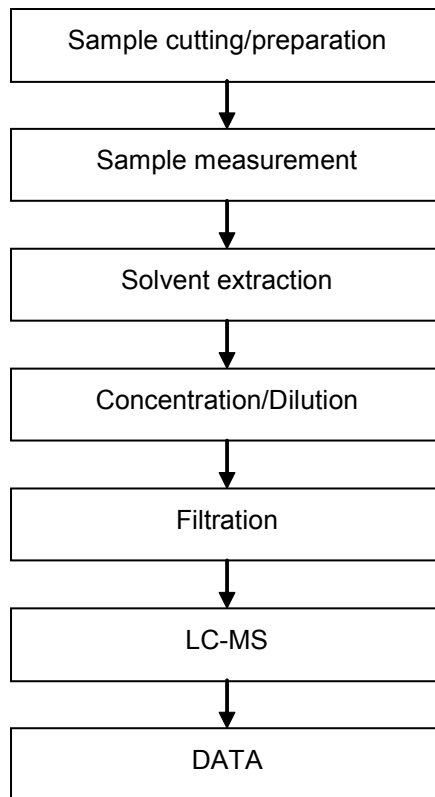 Sample cutting/preparation
Sample measurement
Solvent extraction
Concentration/Dilution
Filtration
LC-MS
DATA